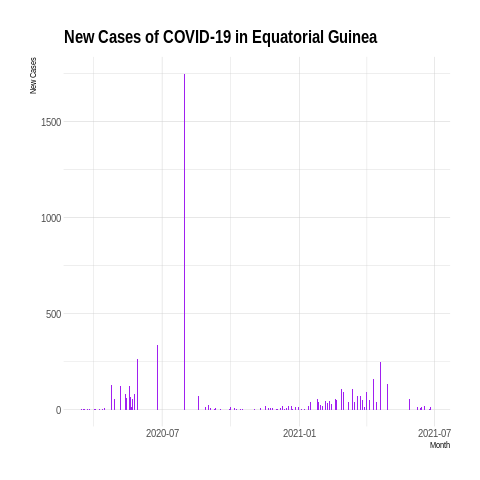 New Cases of COVID-19 in Equatorial Guinea
New Cases
1500
1000
500
0
2020-07
2021-01
2021-07
Month